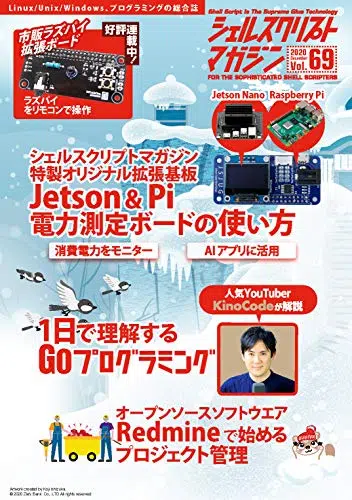 Linux/Unix/Windows、プログラミングの総合誌
Shell Script Is The Supreme Glue Technology
シェルスクリプト
マガジン
2020
December
Vol.69
FOR THE SOPHISTICATED SHELL SCRIPTERS
市販ラズパイ
拡張ボード
好評連載中!
ラズパイ
をリモコンで操作
Jetson Nano
Raspberry Pi
シェルスクリプトマガジン
特製オリジナル拡張基板
Jetson & Pi
電力測定ボードの使い方
消費電力をモニター
AIアプリに活用
人気YouTuber
KinoCodeが解説
1日で理解する
GOプログラミング
オープンソースソフトウエア
Redmineで始める
プロジェクト管理